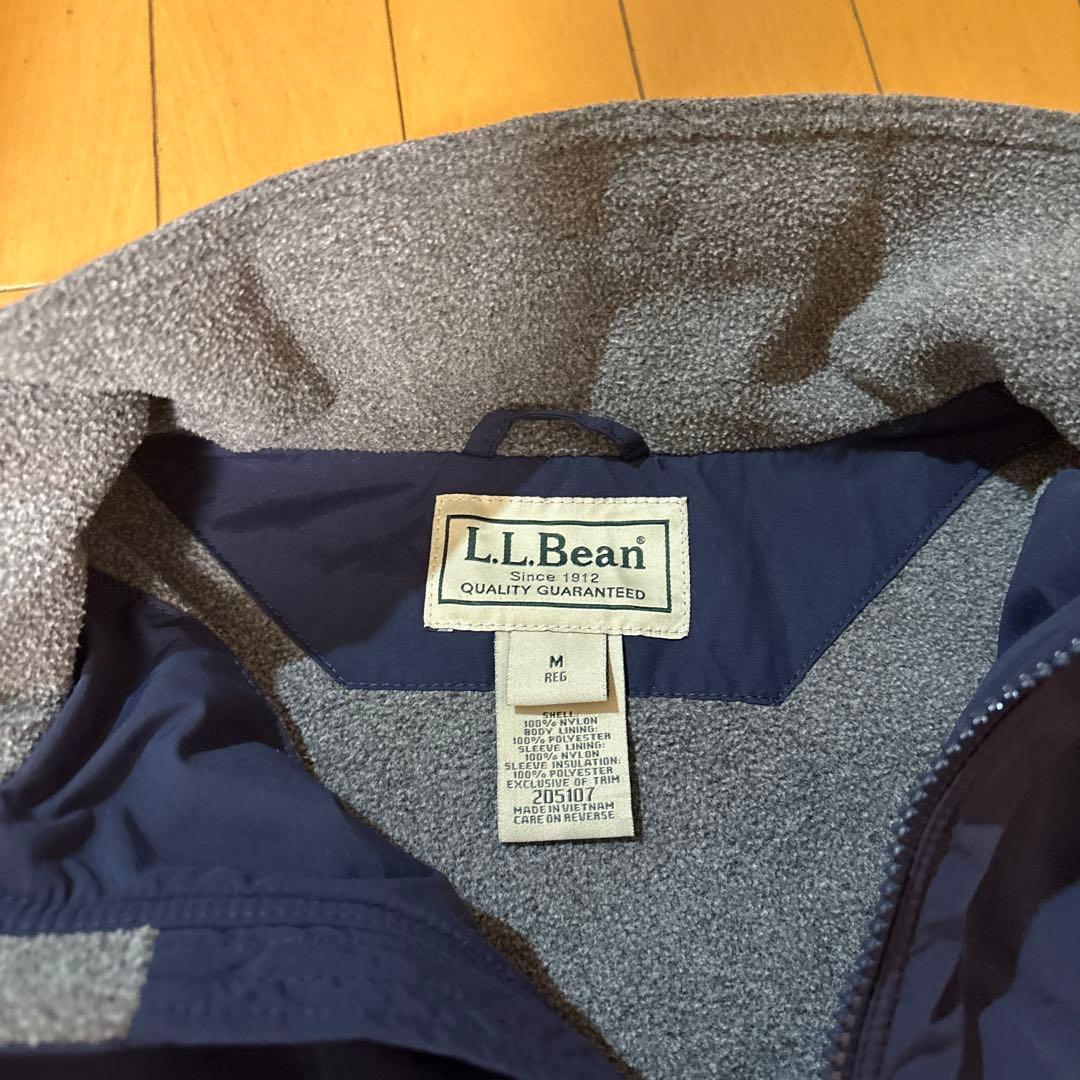 L.L.Bean®
Since 1912
QUALITY GUARANTEED
M
REG
SHELL:
100% NYLON
BODY LINING:
100% POLYESTER
SLEEVE LINING:
100% NYLON
SLEEVE INSULATION:
100% POLYESTER
EXCLUSIVE OF TRIM
205107
MADE IN VIETNAM
CARE ON REVERSE